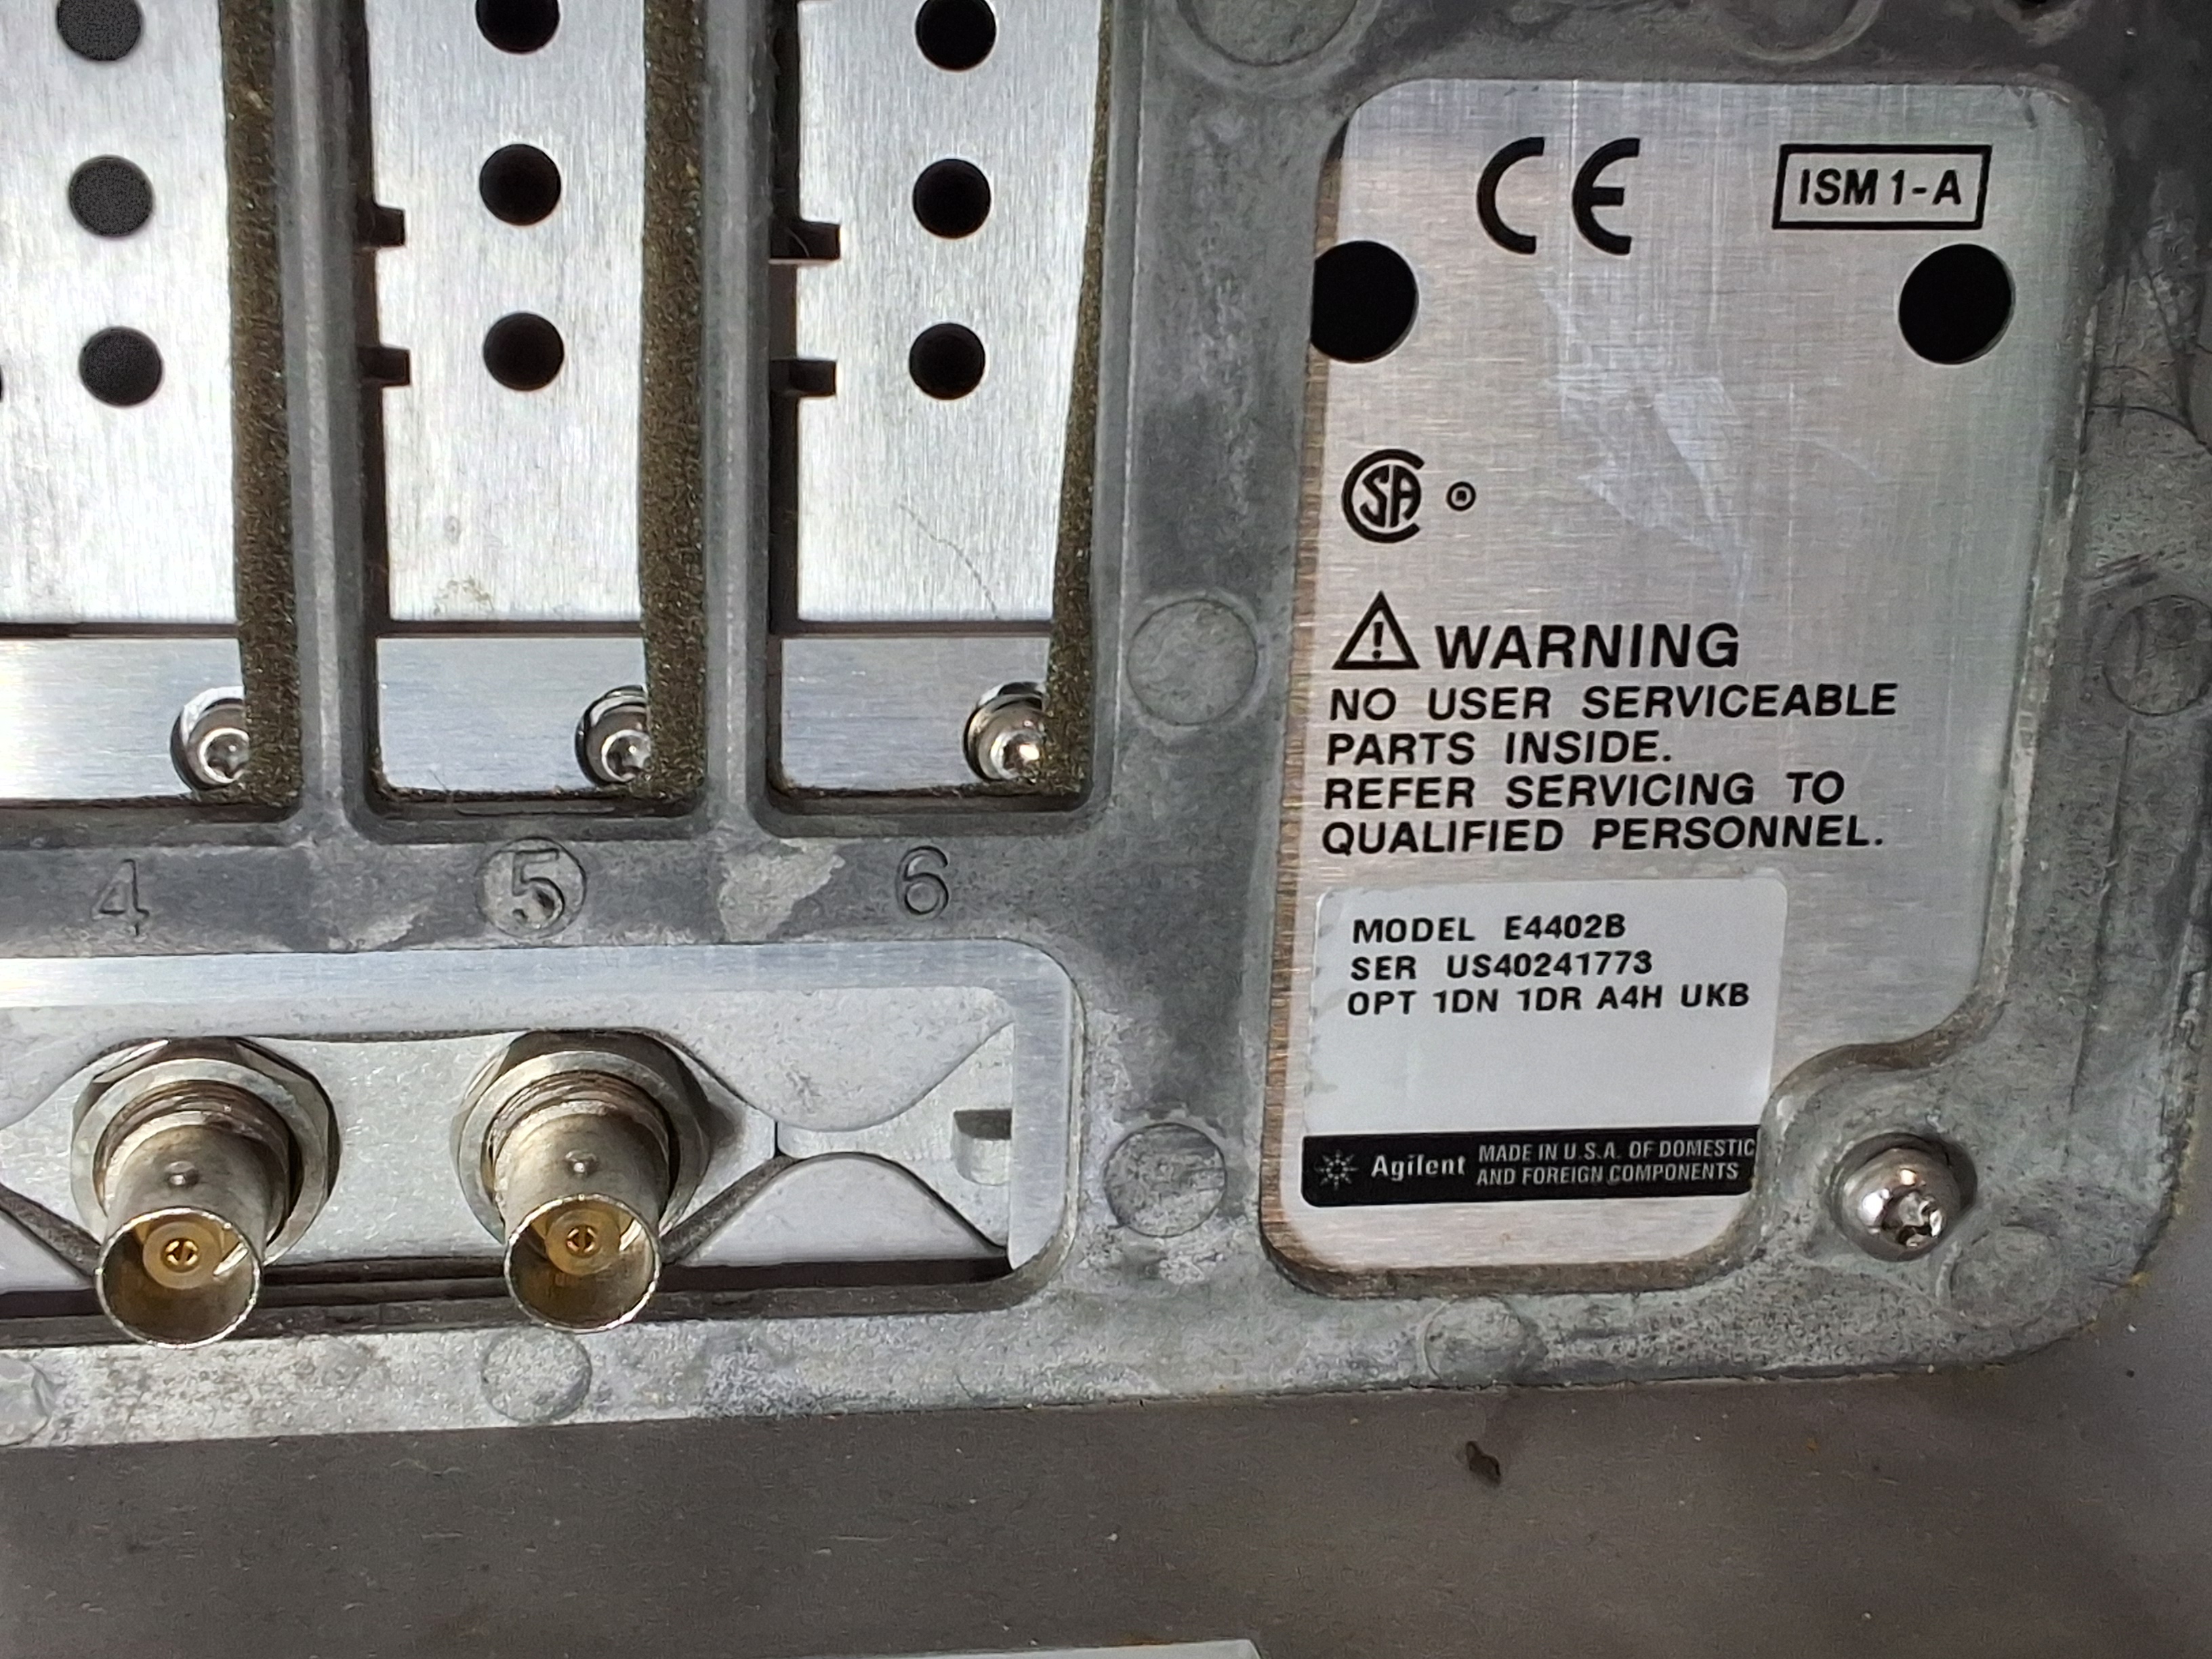 CE
ISM 1-A
CSA ®
WARNING
NO USER SERVICEABLE
PARTS INSIDE.
REFER SERVICING TO
QUALIFIED PERSONNEL.
4 5 6
MODEL E4402B
SER US40241773
OPT 1DN 1DR A4H UKB
Agilent MADE IN U.S.A. OF DOMESTIC
AND FOREIGN COMPONENTS